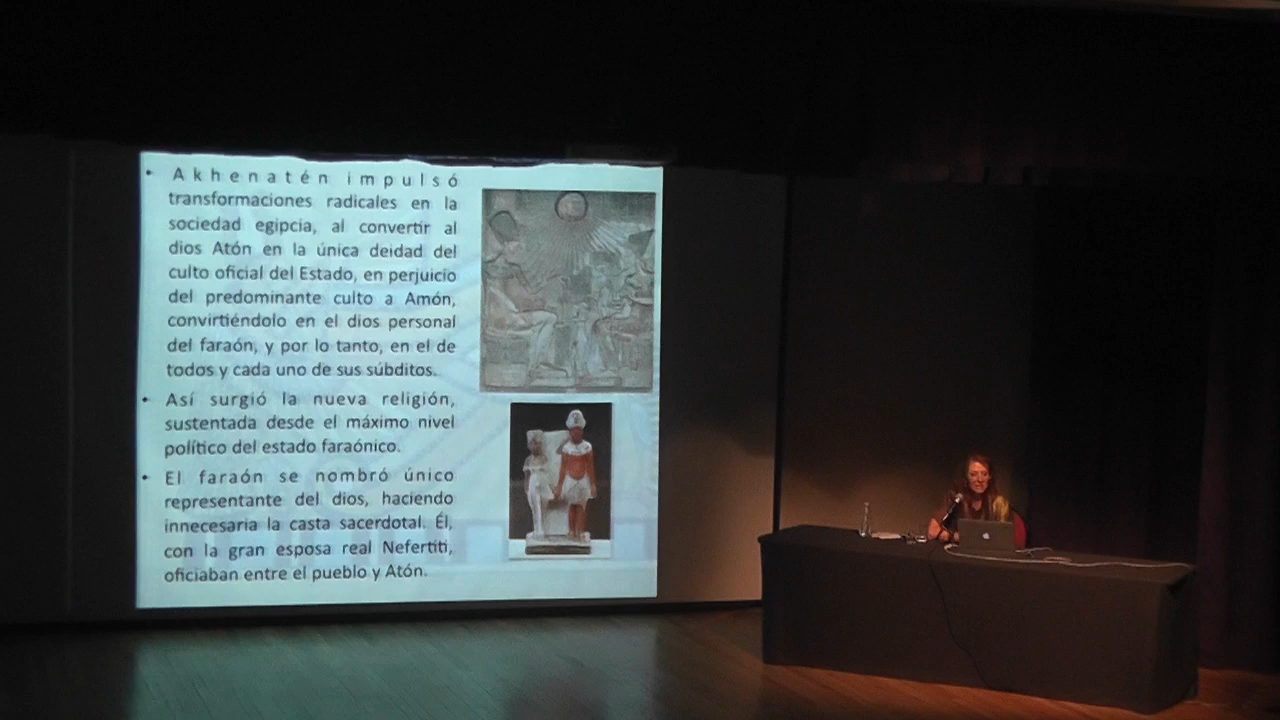 • Akhenatén impulsó
transformaciones radicales en la
sociedad egipcia, al convertir al
dios Atón en la única deidad del
culto oficial del Estado, en perjuicio
del predominante culto a Amón,
convirtiéndolo en el dios personal
del faraón, y por lo tanto, en el de
todos y cada uno de sus súbditos.
• Así surgió la nueva religión,
sustentada desde el máximo nivel
político del estado faraónico.
• El faraón se nombró único
representante del dios, haciendo
innecesaria la casta sacerdotal. Él,
con la gran esposa real Nefertiti,
oficiaban entre el pueblo y Atón.